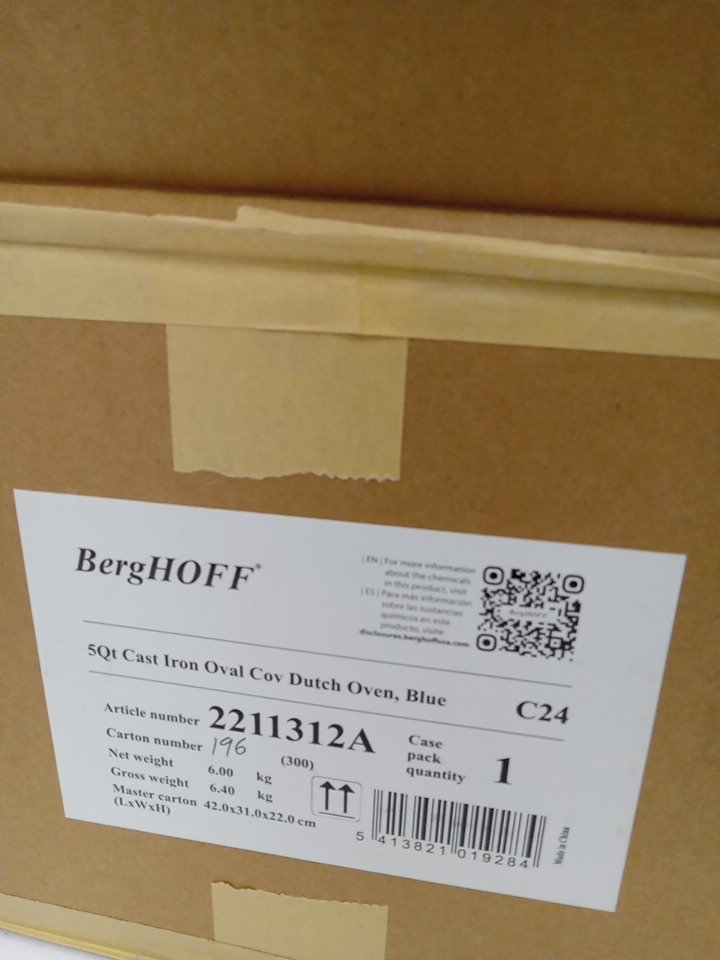 BergHOFF®
| EN | For more information
about the chemicals
in this product, visit
| ES | Para más información
sobre las sustancias
químicas en este
producto, visite
disclosures.berghoffusa.com
BergHOFF
5Qt Cast Iron Oval Cov Dutch Oven, Blue
C24
Article number 2211312A
Carton number 196 (300)
Net weight 6.00 kg
Gross weight 6.40 kg
Master carton 42.0x31.0x22.0 cm
(LxWxH)
Case
pack
quantity
1
5 413821 019284
Made in China